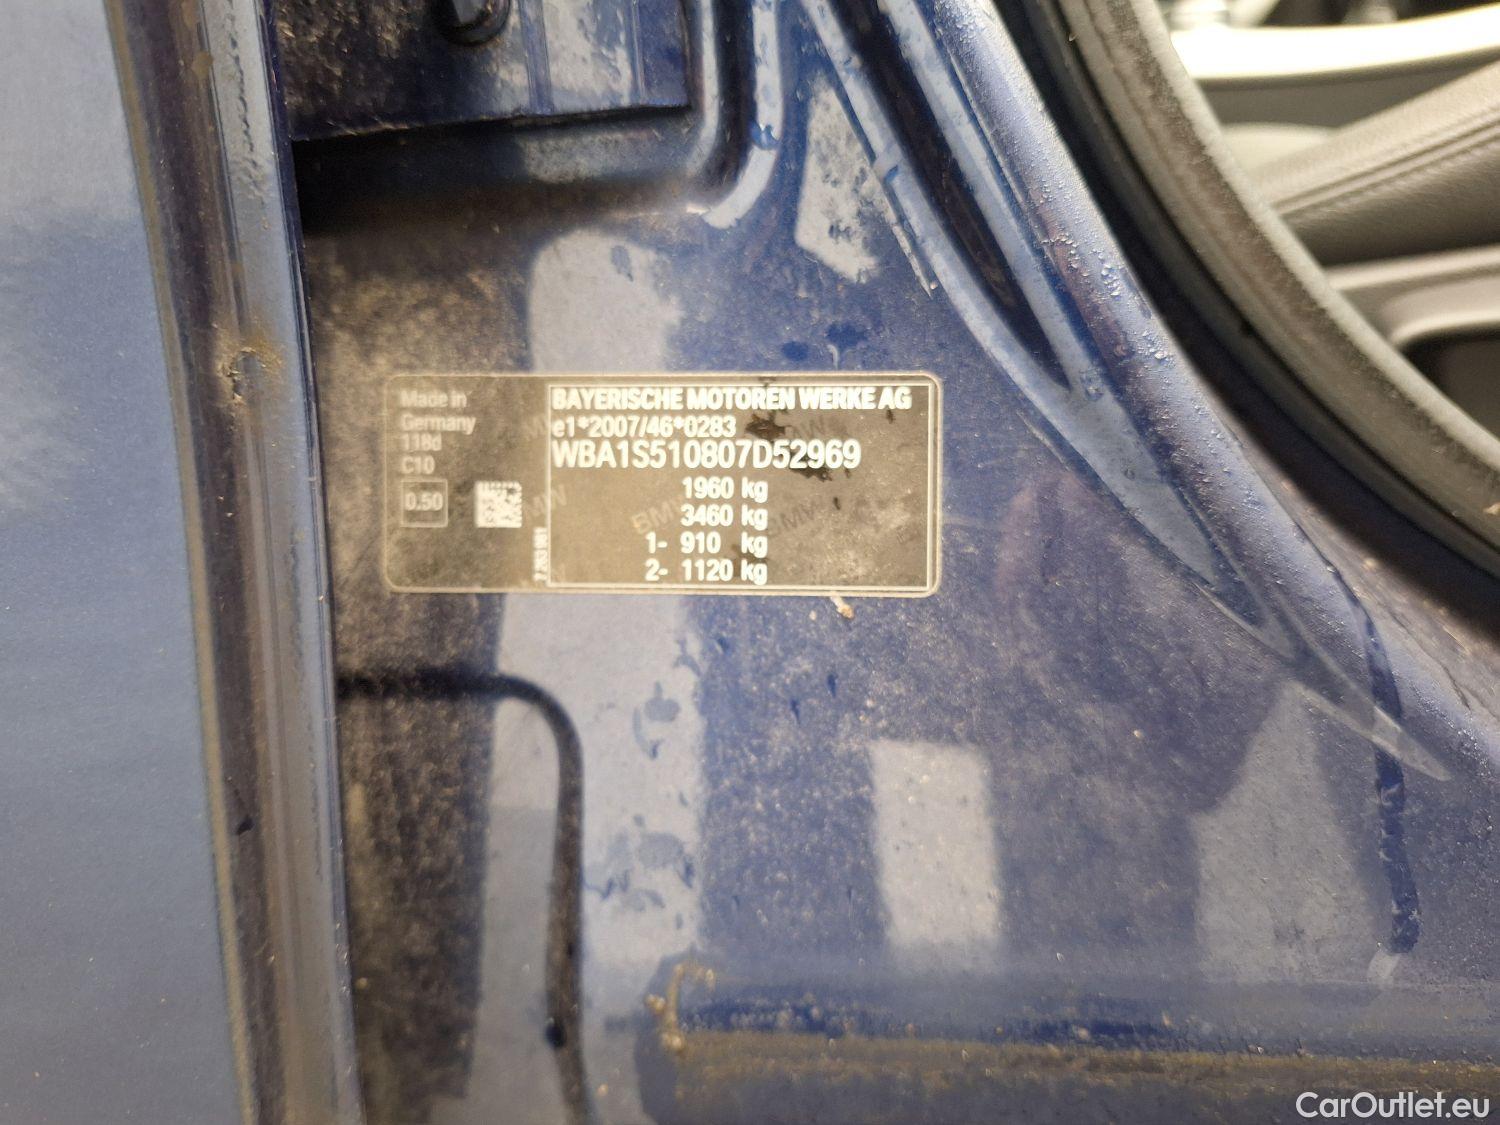 Made in
Germany
118d
C10
0.50
BAYERISCHE MOTOREN WERKE AG
e1*2007/46*0283
WBA1S510807D52969
1960 kg
3460 kg
1- 910 kg
2- 1120 kg
CarOutlet.eu